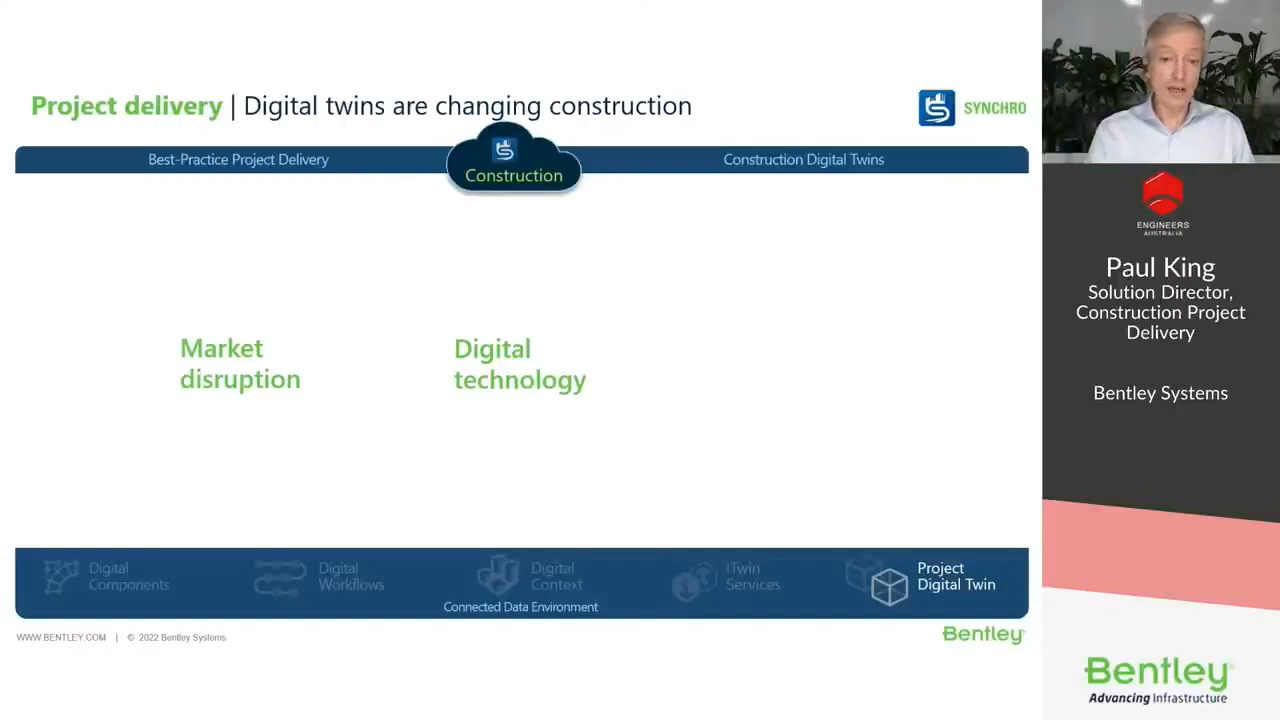 Project delivery | Digital twins are changing construction
SYNCHRO
Best-Practice Project Delivery
Construction
Construction Digital Twins
Market
disruption
Digital
technology
Digital
Components
Digital
Workflows
Digital
Context
iTwin
Services
Project
Digital Twin
Connected Data Environment
WWW.BENTLEY.COM | © 2022 Bentley Systems
Bentley
ENGINEERS
AUSTRALIA
Paul King
Solution Director,
Construction Project
Delivery
Bentley Systems
Bentley
Advancing Infrastructure